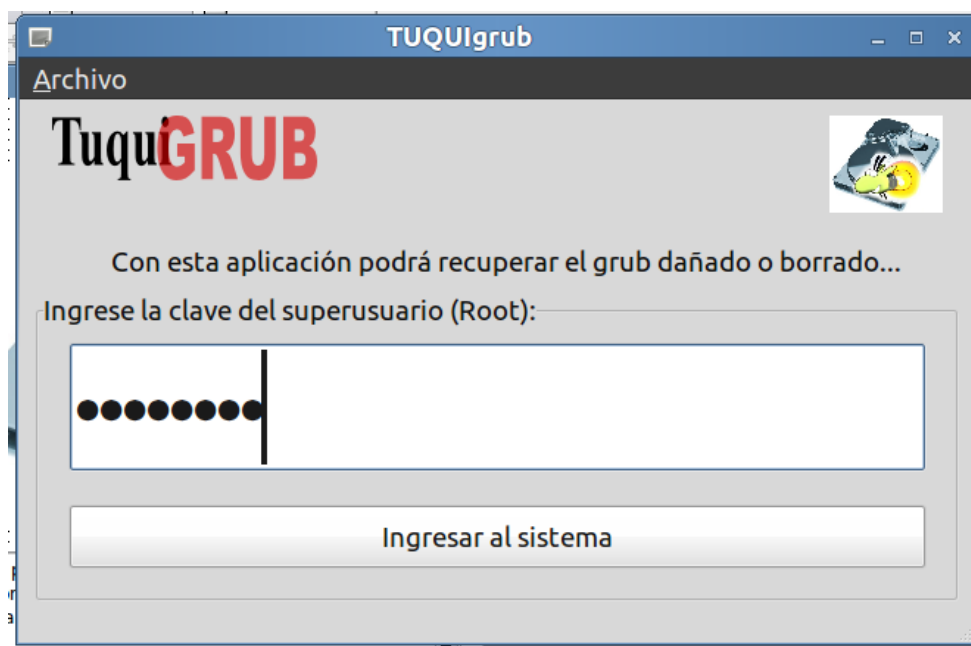 TUQUIgrub
Archivo
TuquiGRUB
Con esta aplicación podrá recuperar el grub dañado o borrado...
Ingrese la clave del superusuario (Root):
●●●●●●●●
Ingresar al sistema